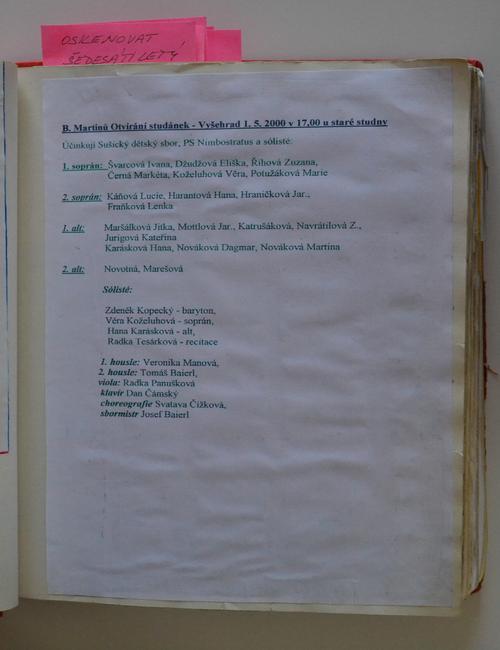 OSKENOVAT
ŠEDESÁTILETÝ
B. Martinů Otvírání studánek - Vyšehrad 1. 5. 2000 v 17,00 u staré studny
Účinkují Sušický dětský sbor, PS Nimbostratus a sólisté:
1. soprán: Švarcová Ivana, Džudžová Eliška, Říhová Zuzana,
Černá Markéta, Koželuhová Věra, Potužáková Marie
2. soprán: Káňová Lucie, Harantová Hana, Hraničková Jar.,
Fraňková Lenka
1. alt: Maršálková Jitka, Mottlová Jar., Katrušáková, Navrátilová Z.,
Jurigová Kateřina
Karásková Hana, Nováková Dagmar, Nováková Martina
2. alt: Novotná, Marešová
Sólisté:
Zdeněk Kopecký - baryton,
Věra Koželuhová - soprán,
Hana Karásková - alt,
Radka Tesárková - recitace
1. housle: Veronika Manová,
2. housle: Tomáš Baierl,
viola: Radka Panušková
klavír Dan Čámský
choreografie Svatava Čížková,
sbormistr Josef Baierl